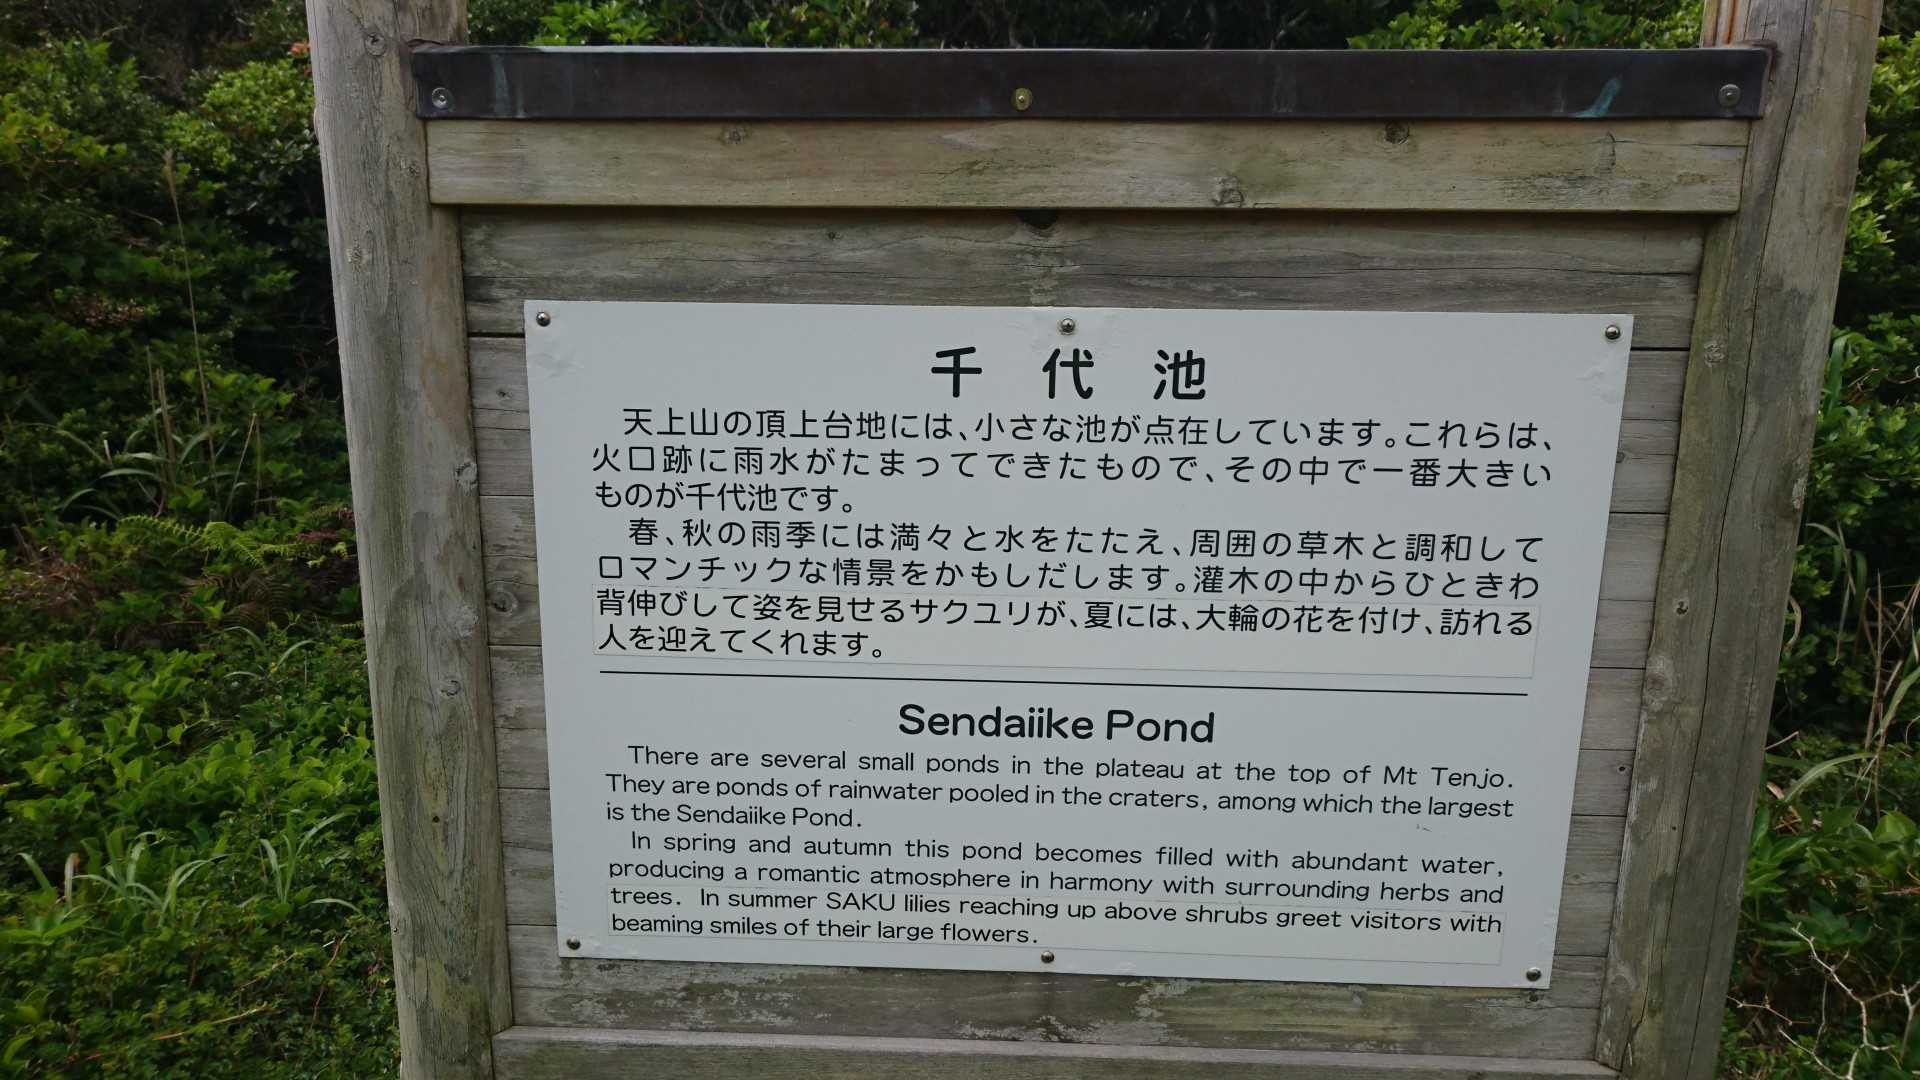 千代池
天上山の頂上台地には、小さな池が点在しています。これらは、
火口跡に雨水がたまってできたもので、その中で一番大きい
ものが千代池です。
春、秋の雨季には満々と水をたたえ、周囲の草木と調和して
ロマンチックな情景をかもしだします。灌木の中からひときわ
背伸びして姿を見せるサクユリが、夏には、大輪の花を付け、訪れる
人を迎えてくれます。
Sendaiike Pond
There are several small ponds in the plateau at the top of Mt Tenjo.
They are ponds of rainwater pooled in the craters, among which the largest
is the Sendaiike Pond.
In spring and autumn this pond becomes filled with abundant water,
producing a romantic atmosphere in harmony with surrounding herbs and
trees. In summer SAKU lilies reaching up above shrubs greet visitors with
beaming smiles of their large flowers.